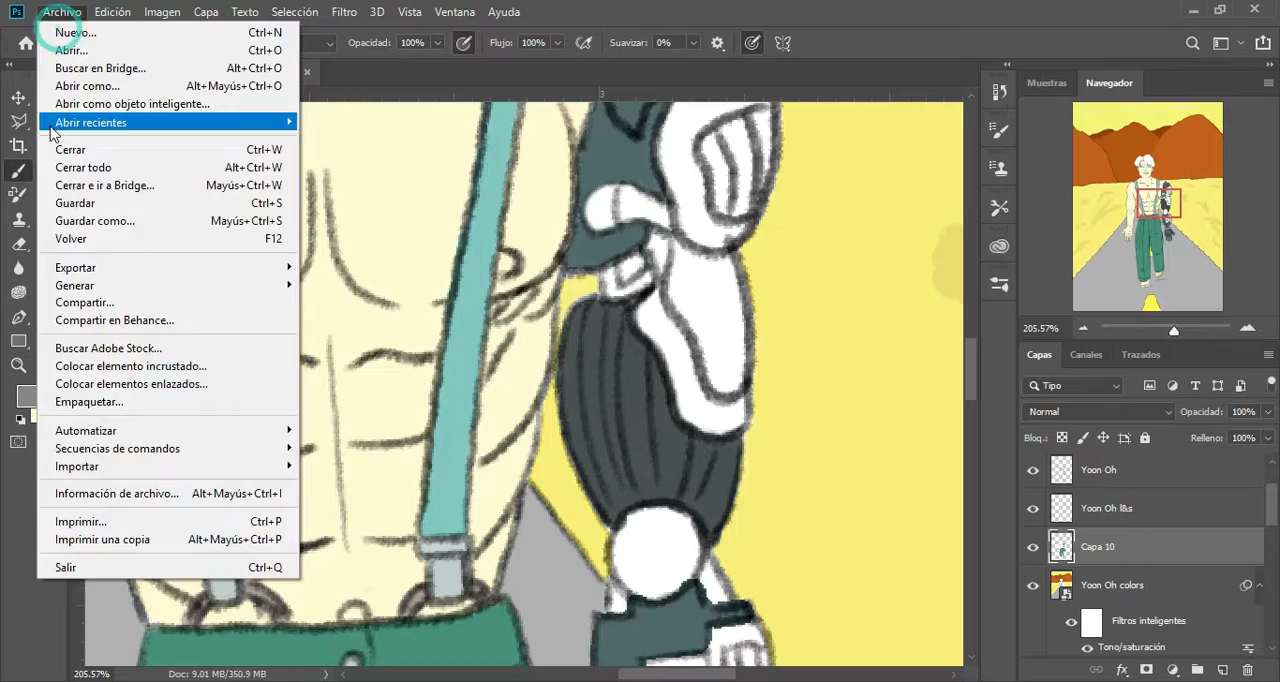 Ps Archivo Edición Imagen Capa Texto Selección Filtro 3D Vista Ventana Ayuda
Opacidad: 100% Flujo: 100% Suavizar: 0%
Nuevo... Ctrl+N
Abrir... Ctrl+O
Buscar en Bridge... Alt+Ctrl+O
Abrir como... Alt+Mayús+Ctrl+O
Abrir como objeto inteligente...
Abrir recientes
Cerrar Ctrl+W
Cerrar todo Alt+Ctrl+W
Cerrar e ir a Bridge... Mayús+Ctrl+W
Guardar Ctrl+S
Guardar como... Mayús+Ctrl+S
Volver F12
Exportar
Generar
Compartir...
Compartir en Behance...
Buscar Adobe Stock...
Colocar elemento incrustado...
Colocar elementos enlazados...
Empaquetar...
Automatizar
Secuencias de comandos
Importar
Información de archivo... Alt+Mayús+Ctrl+I
Imprimir... Ctrl+P
Imprimir una copia Alt+Mayús+Ctrl+P
Salir Ctrl+Q
3
Muestras Navegador
205.57%
Capas Canales Trazados
Tipo
Normal Opacidad: 100%
Bloq.: Relleno: 100%
Yoon Oh
Yoon Oh l&s
Capa 10
Yoon Oh colors
Filtros inteligentes
Tono/saturación
205.57% Doc: 9.01 MB/350.9 MB